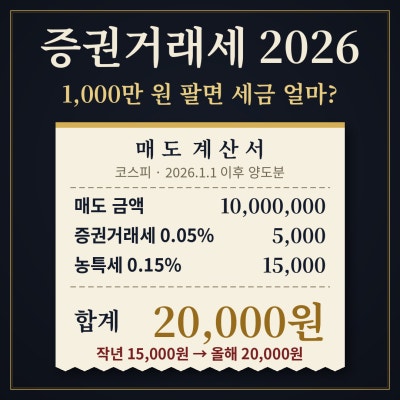 증권거래세 2026
1,000만 원 팔면 세금 얼마?
매도 계산서
코스피 · 2026.1.1 이후 양도분
매도 금액 10,000,000
증권거래세 0.05% 5,000
농특세 0.15% 15,000
합계 20,000원
작년 15,000원 → 올해 20,000원